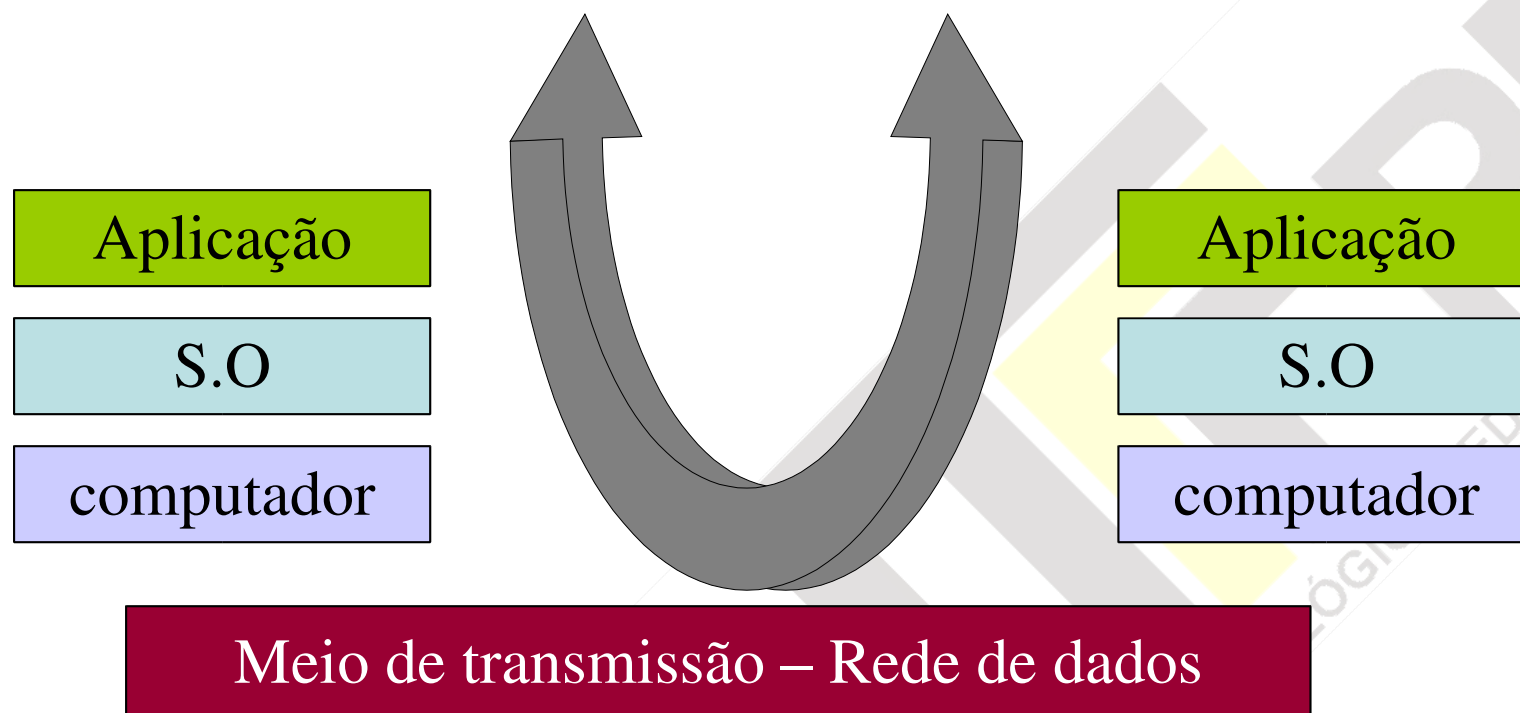 Aplicação
S.O
computador
Aplicação
S.O
computador
Meio de transmissão – Rede de dados